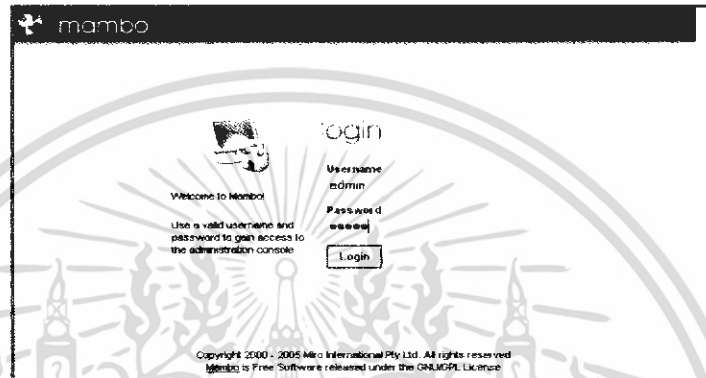 mambo
login
Username
admin
Welcome to Mambo!
Password
Use a valid username and
password to gain access to
the administration console
Login
Copyright 2000 - 2005 Miro International Pty Ltd. All rights reserved
Mambo is Free Software released under the GNU/GPL License